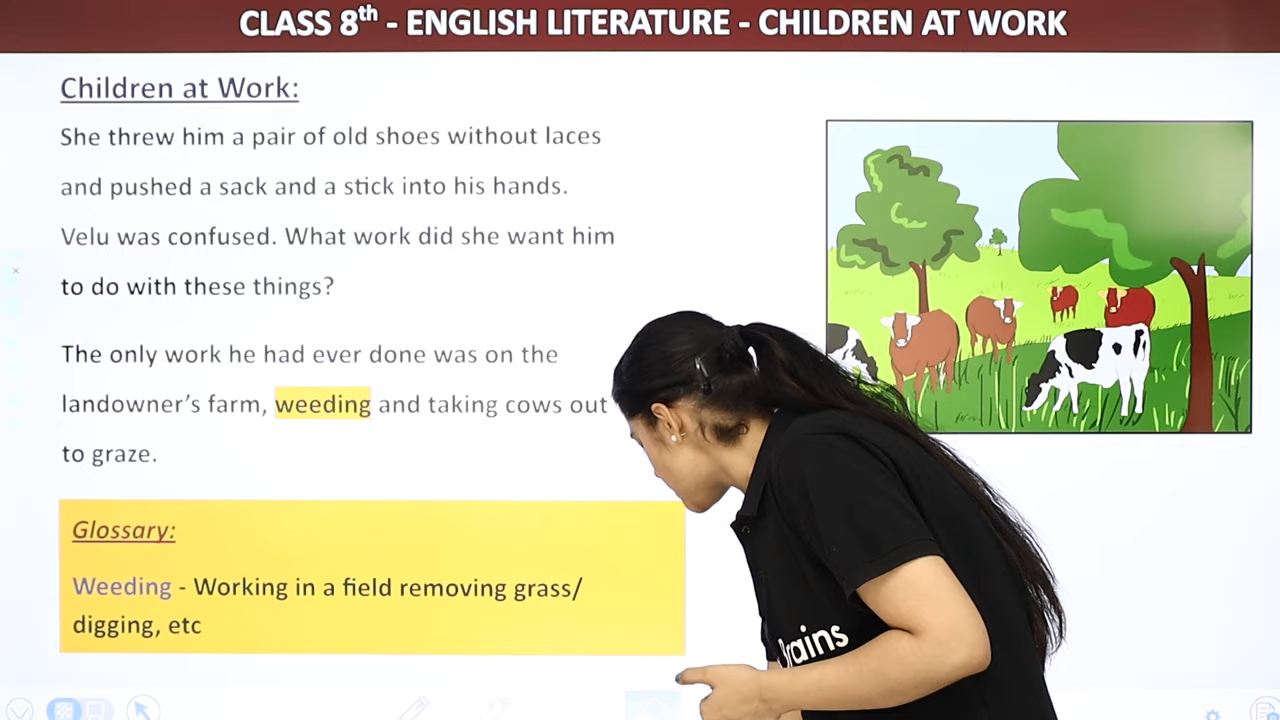 CLASS 8th - ENGLISH LITERATURE - CHILDREN AT WORK
Children at Work:
She threw him a pair of old shoes without laces
and pushed a sack and a stick into his hands.
Velu was confused. What work did she want him
to do with these things?
The only work he had ever done was on the
landowner's farm, weeding and taking cows out
to graze.
Glossary:
Weeding - Working in a field removing grass/
digging, etc